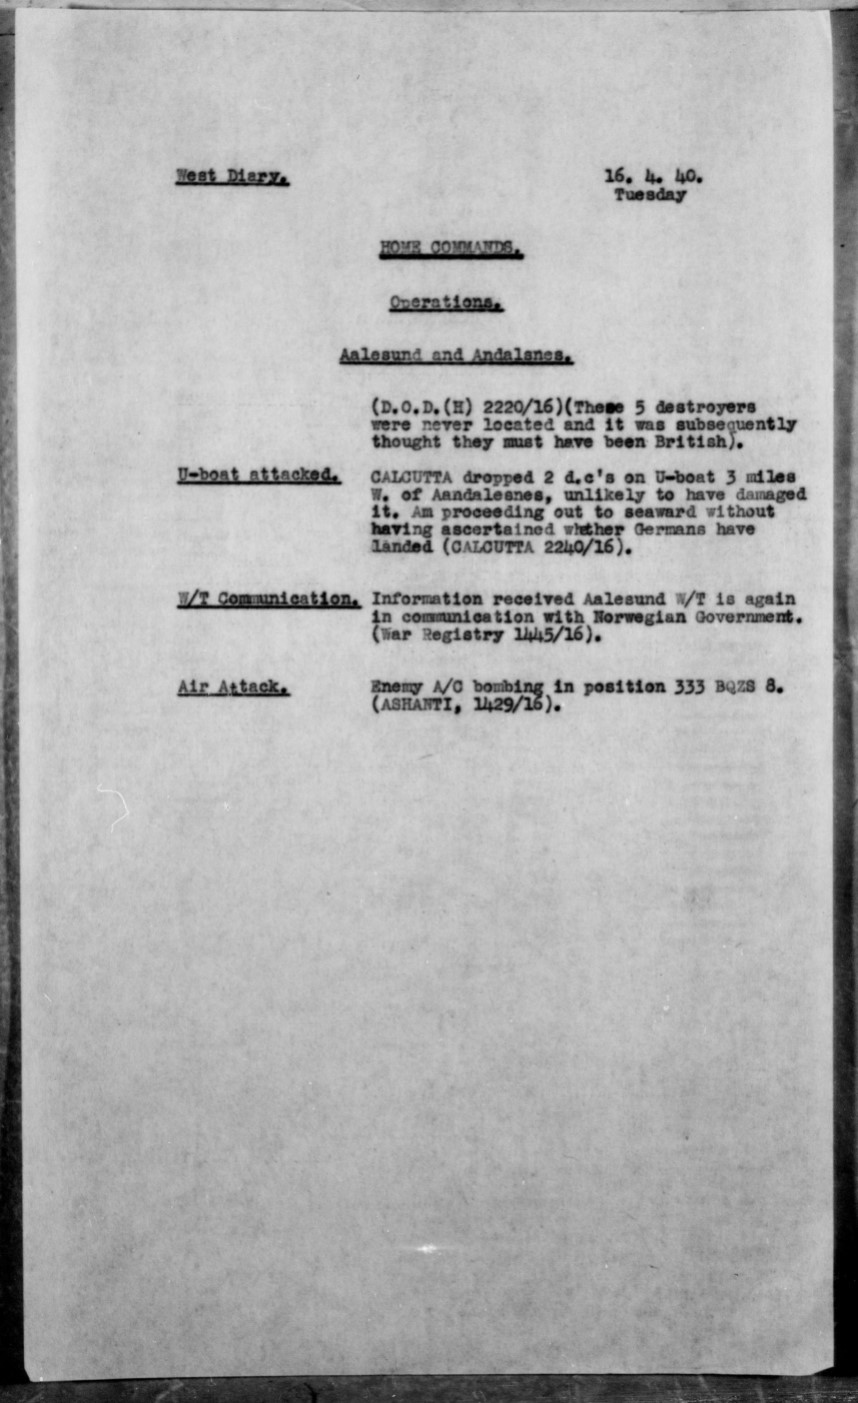 West Diary.
16. 4. 40.
Tuesday
HOME COMMANDS.
Operations.
Aalesund and Andalsnes.
(D.O.D.(H) 2220/16)(These 5 destroyers
were never located and it was subsequently
thought they must have been British).
U-boat attacked.
CALCUTTA dropped 2 d.c's on U-boat 3 miles
W. of Aandalesnes, unlikely to have damaged
it. Am proceeding out to seaward without
having ascertained whether Germans have
landed (CALCUTTA 2240/16).
W/T Communication.
Information received Aalesund W/T is again
in communication with Norwegian Government.
(War Registry 1445/16).
Air Attack.
Enemy A/C bombing in position 333 BQZS 8.
(ASHANTI, 1429/16).